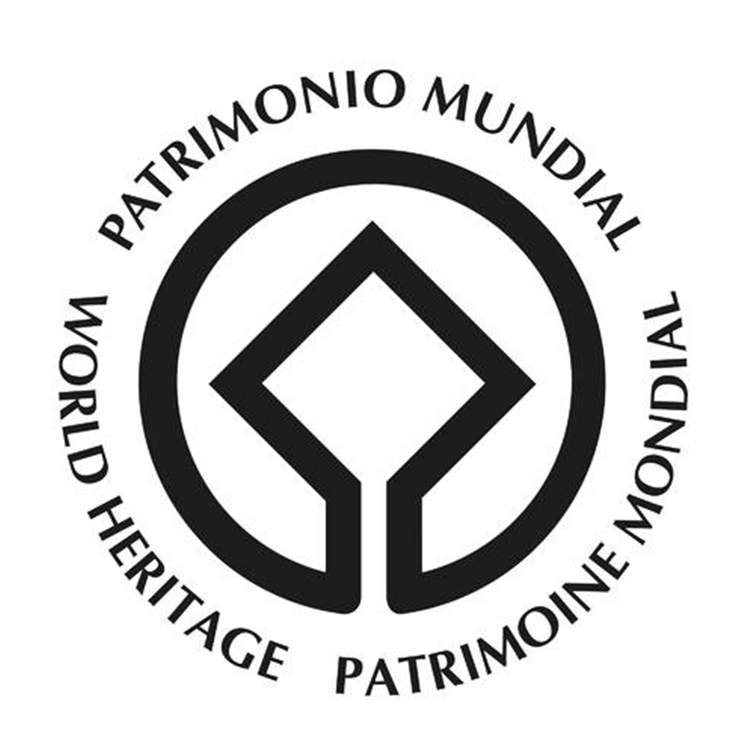 PATRIMONIO MUNDIAL
WORLD HERITAGE
PATRIMOINE MONDIAL